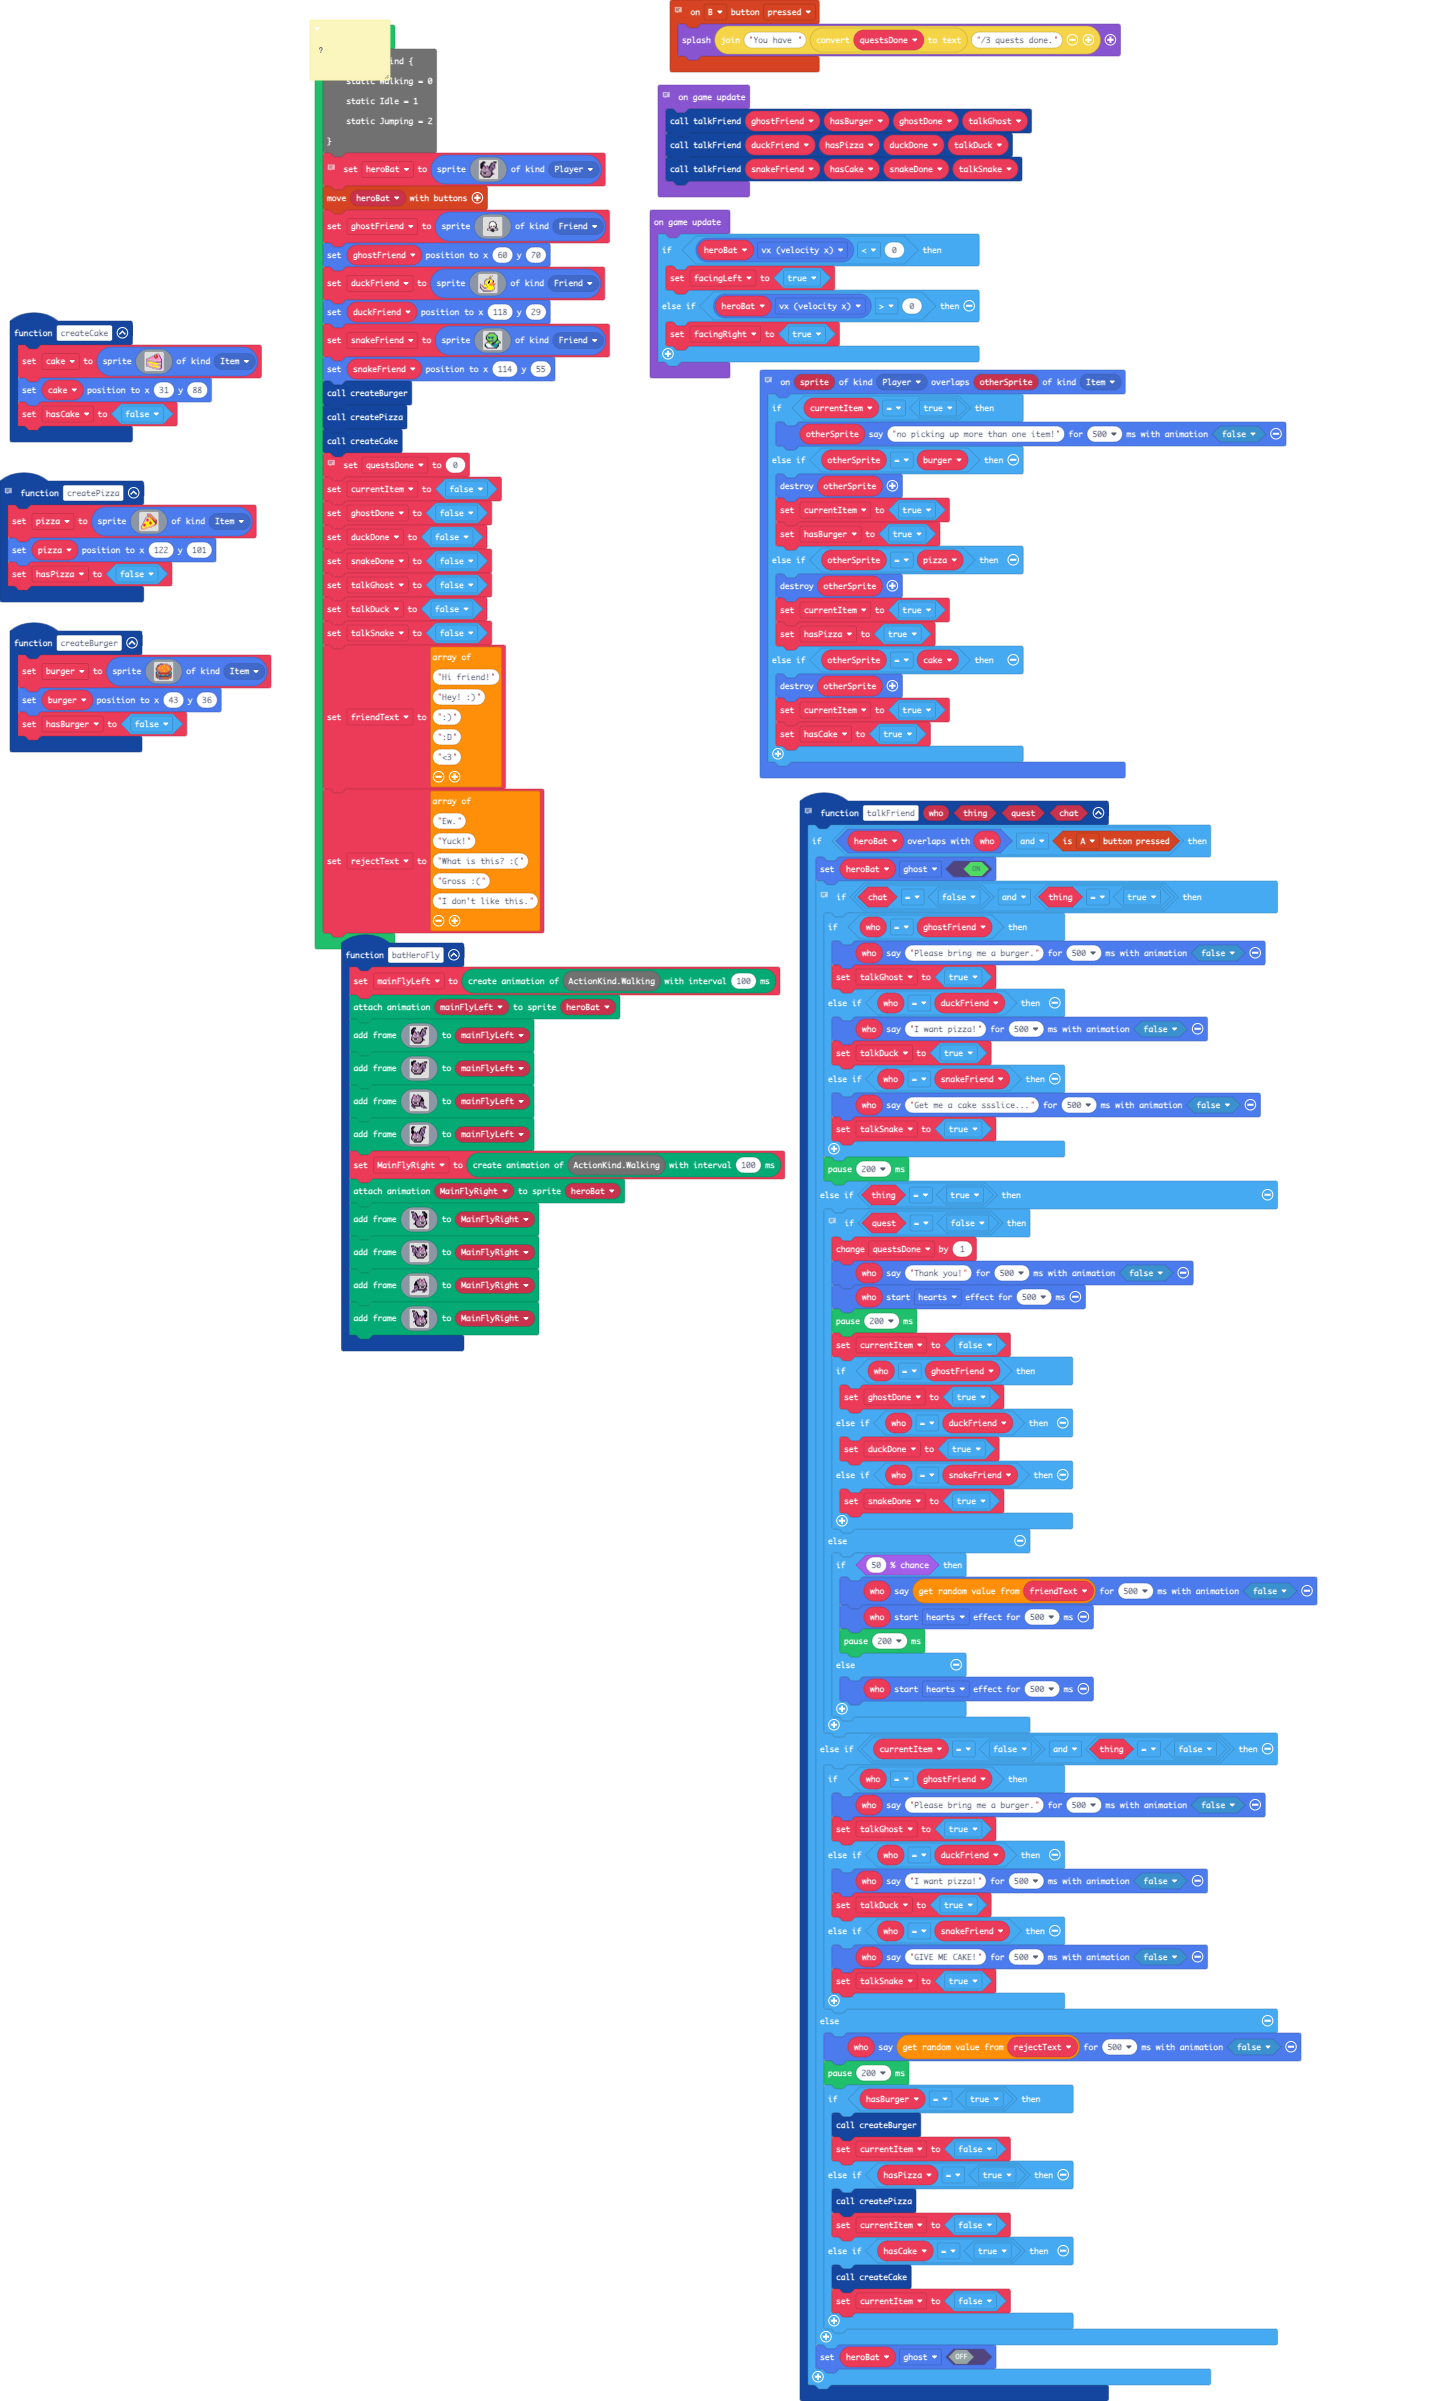 function createCake
set cake to sprite of kind Item
set cake position to x 31 y 88
set hasCake to false
function createPizza
set pizza to sprite of kind Item
set pizza position to x 122 y 101
set hasPizza to false
function createBurger
set burger to sprite of kind Item
set burger position to x 43 y 36
set hasBurger to false
?
ind {
static Walking = 0
static Idle = 1
static Jumping = 2
}
set heroBat to sprite of kind Player
move heroBat with buttons
set ghostFriend to sprite of kind Friend
set ghostFriend position to x 60 y 70
set duckFriend to sprite of kind Friend
set duckFriend position to x 118 y 29
set snakeFriend to sprite of kind Friend
set snakeFriend position to x 114 y 55
call createBurger
call createPizza
call createCake
set questsDone to 0
set currentItem to false
set ghostDone to false
set duckDone to false
set snakeDone to false
set talkGhost to false
set talkDuck to false
set talkSnake to false
set friendText to array of
"Hi friend!"
"Hey! :)"
":)"
":D"
"<3"
set rejectText to array of
"Ew."
"Yuck!"
"What is this? :("
"Gross :("
"I don't like this."
function batHeroFly
set mainFlyLeft to create animation of ActionKind.Walking with interval 100 ms
attach animation mainFlyLeft to sprite heroBat
add frame to mainFlyLeft
add frame to mainFlyLeft
add frame to mainFlyLeft
add frame to mainFlyLeft
set MainFlyRight to create animation of ActionKind.Walking with interval 100 ms
attach animation MainFlyRight to sprite heroBat
add frame to MainFlyRight
add frame to MainFlyRight
add frame to MainFlyRight
add frame to MainFlyRight
on B button pressed
splash join "You have " convert questsDone to text "/3 quests done."
on game update
call talkFriend ghostFriend hasBurger ghostDone talkGhost
call talkFriend duckFriend hasPizza duckDone talkDuck
call talkFriend snakeFriend hasCake snakeDone talkSnake
on game update
if heroBat vx (velocity x) < 0 then
set facingLeft to true
else if heroBat vx (velocity x) > 0 then
set facingRight to true
on sprite of kind Player overlaps otherSprite of kind Item
if currentItem = true then
otherSprite say "no picking up more than one item!" for 500 ms with animation false
else if otherSprite = burger then
destroy otherSprite
set currentItem to true
set hasBurger to true
else if otherSprite = pizza then
destroy otherSprite
set currentItem to true
set hasPizza to true
else if otherSprite = cake then
destroy otherSprite
set currentItem to true
set hasCake to true
function talkFriend who thing quest chat
if heroBat overlaps with who and is A button pressed then
set heroBat ghost ON
if chat = false and thing = true then
if who = ghostFriend then
who say "Please bring me a burger." for 500 ms with animation false
set talkGhost to true
else if who = duckFriend then
who say "I want pizza!" for 500 ms with animation false
set talkDuck to true
else if who = snakeFriend then
who say "Get me a cake ssslice..." for 500 ms with animation false
set talkSnake to true
pause 200 ms
else if thing = true then
if quest = false then
change questsDone by 1
who say "Thank you!" for 500 ms with animation false
who start hearts effect for 500 ms
pause 200 ms
set currentItem to false
if who = ghostFriend then
set ghostDone to true
else if who = duckFriend then
set duckDone to true
else if who = snakeFriend then
set snakeDone to true
else
if 50 % chance then
who say get random value from friendText for 500 ms with animation false
who start hearts effect for 500 ms
pause 200 ms
else
who start hearts effect for 500 ms
else if currentItem = false and thing = false then
if who = ghostFriend then
who say "Please bring me a burger." for 500 ms with animation false
set talkGhost to true
else if who = duckFriend then
who say "I want pizza!" for 500 ms with animation false
set talkDuck to true
else if who = snakeFriend then
who say "GIVE ME CAKE!" for 500 ms with animation false
set talkSnake to true
else
who say get random value from rejectText for 500 ms with animation false
pause 200 ms
if hasBurger = true then
call createBurger
set currentItem to false
else if hasPizza = true then
call createPizza
set currentItem to false
else if hasCake = true then
call createCake
set currentItem to false
set heroBat ghost OFF